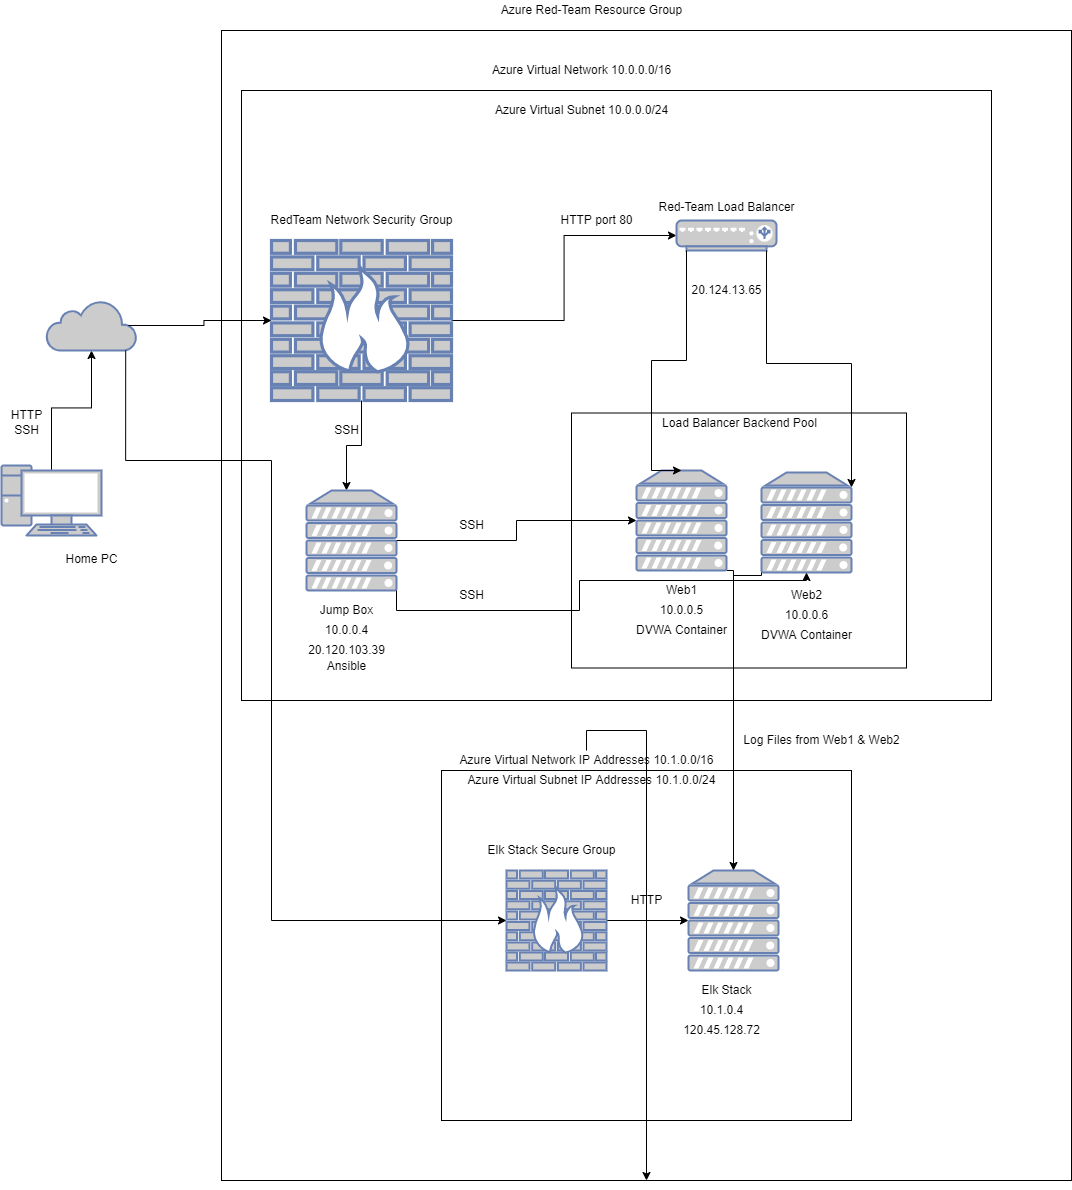 Azure Red-Team Resource Group
Azure Virtual Network 10.0.0.0/16
Azure Virtual Subnet 10.0.0.0/24
RedTeam Network Security Group
HTTP port 80
Red-Team Load Balancer
20.124.13.65
HTTP
SSH
Home PC
SSH
Load Balancer Backend Pool
SSH
SSH
Jump Box
10.0.0.4
20.120.103.39
Ansible
Web1
10.0.0.5
DVWA Container
Web2
10.0.0.6
DVWA Container
Log Files from Web1 & Web2
Azure Virtual Network IP Addresses 10.1.0.0/16
Azure Virtual Subnet IP Addresses 10.1.0.0/24
Elk Stack Secure Group
HTTP
Elk Stack
10.1.0.4
120.45.128.72